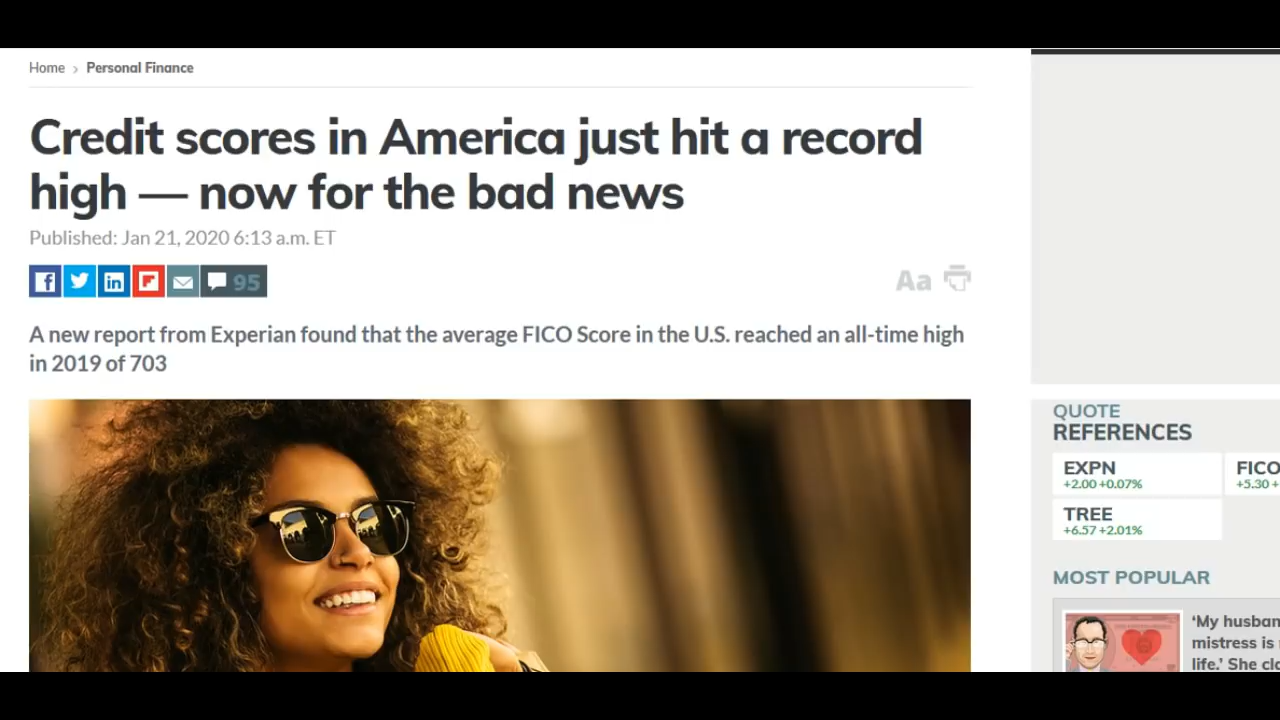 Home › Personal Finance
Credit scores in America just hit a record
high — now for the bad news
Published: Jan 21, 2020 6:13 a.m. ET
95
Aa
A new report from Experian found that the average FICO Score in the U.S. reached an all-time high
in 2019 of 703
QUOTE
REFERENCES
EXPN
+2.00 +0.07%
FICO
+5.30 +
TREE
+6.57 +2.01%
MOST POPULAR
‘My husban
mistress is
life.’ She cl